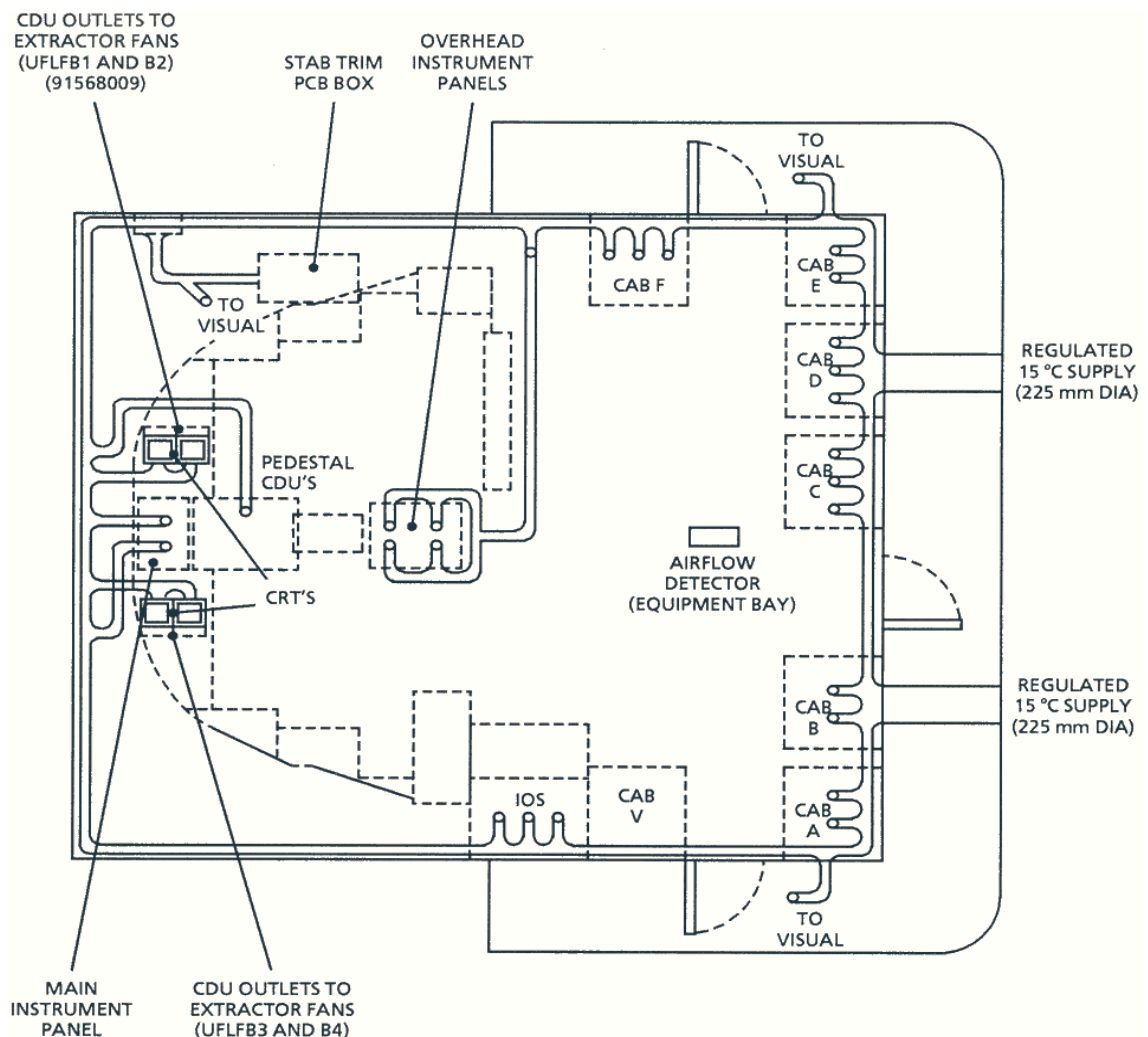 CDU OUTLETS TO
EXTRACTOR FANS
(UFLFB1 AND B2)
(91568009)
STAB TRIM
PCB BOX
OVERHEAD
INSTRUMENT
PANELS
TO
VISUAL
CAB F
CAB
E
TO
VISUAL
CAB
D
REGULATED
15 °C SUPPLY
(225 mm DIA)
PEDESTAL
CDU'S
CAB
C
AIRFLOW
DETECTOR
(EQUIPMENT BAY)
CRT'S
CAB
B
REGULATED
15 °C SUPPLY
(225 mm DIA)
IOS
CAB
V
CAB
A
TO
VISUAL
MAIN
INSTRUMENT
PANEL
CDU OUTLETS TO
EXTRACTOR FANS
(UFLFB3 AND B4)